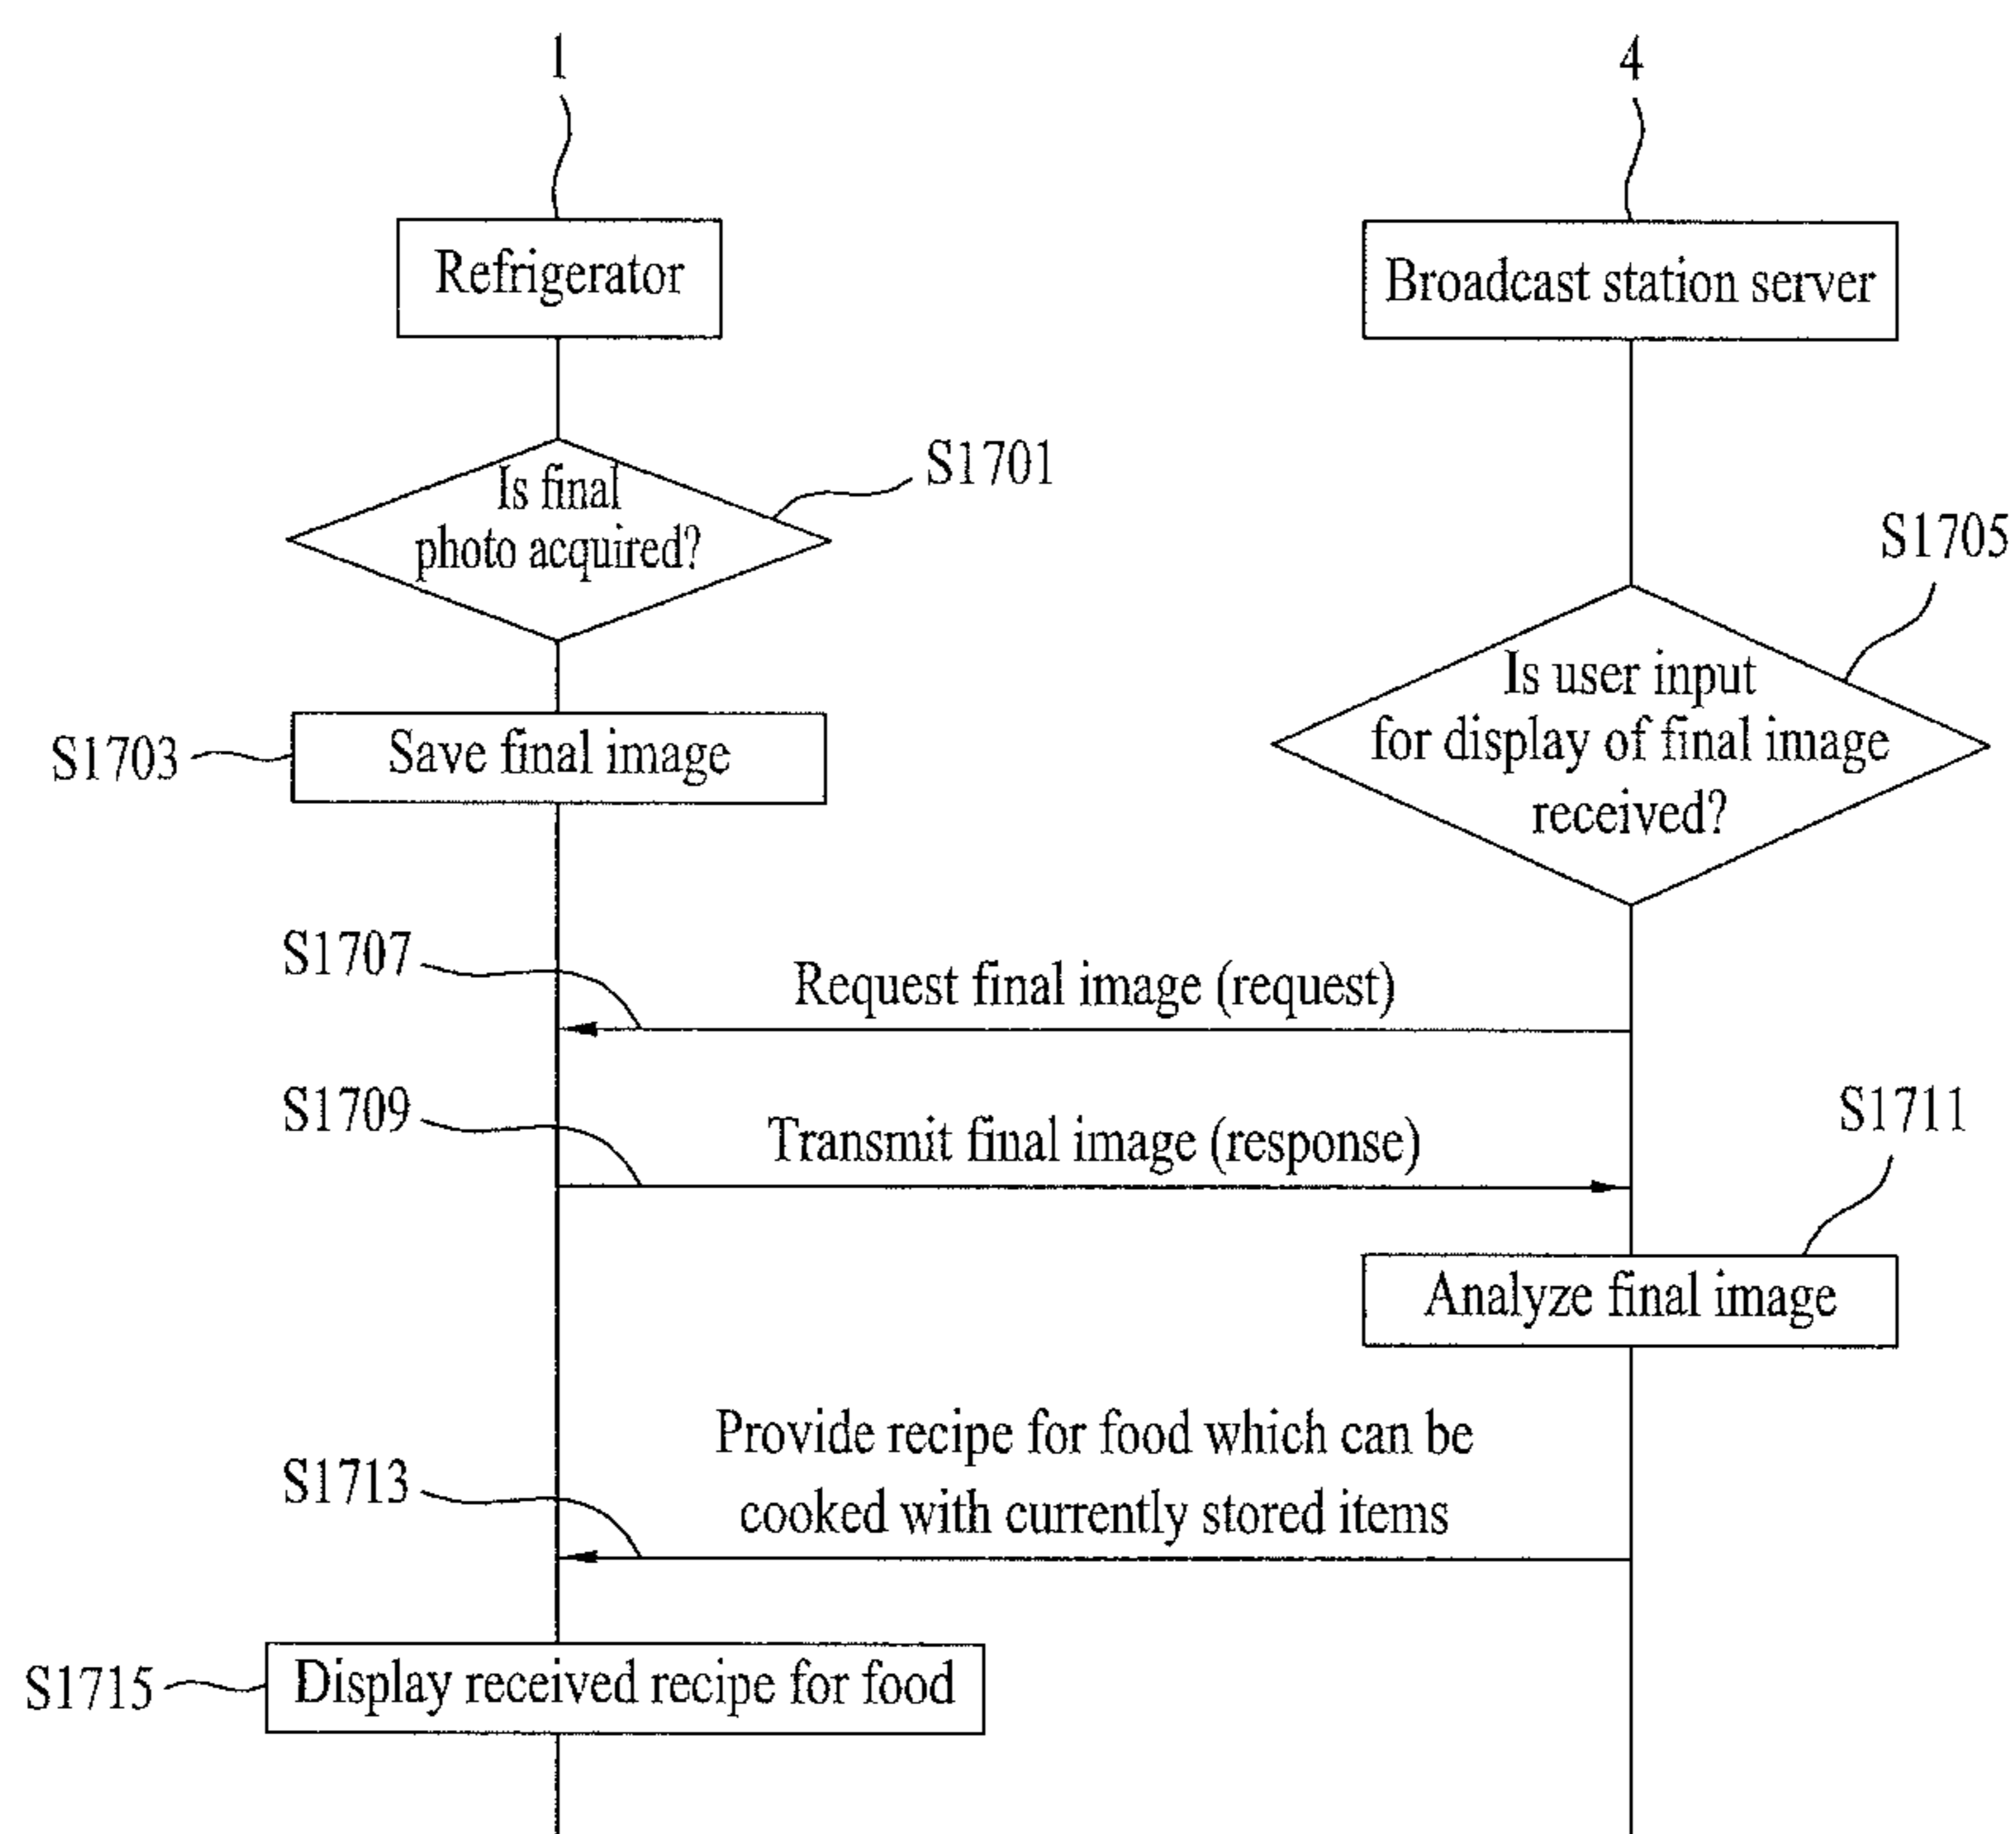 1
4
Refrigerator
Broadcast station server
Is final
photo acquired?
S1701
S1705
Is user input
for display of final image
received?
S1703
Save final image
S1707
Request final image (request)
S1709
Transmit final image (response)
S1711
Analyze final image
Provide recipe for food which can be
cooked with currently stored items
S1713
S1715
Display received recipe for food